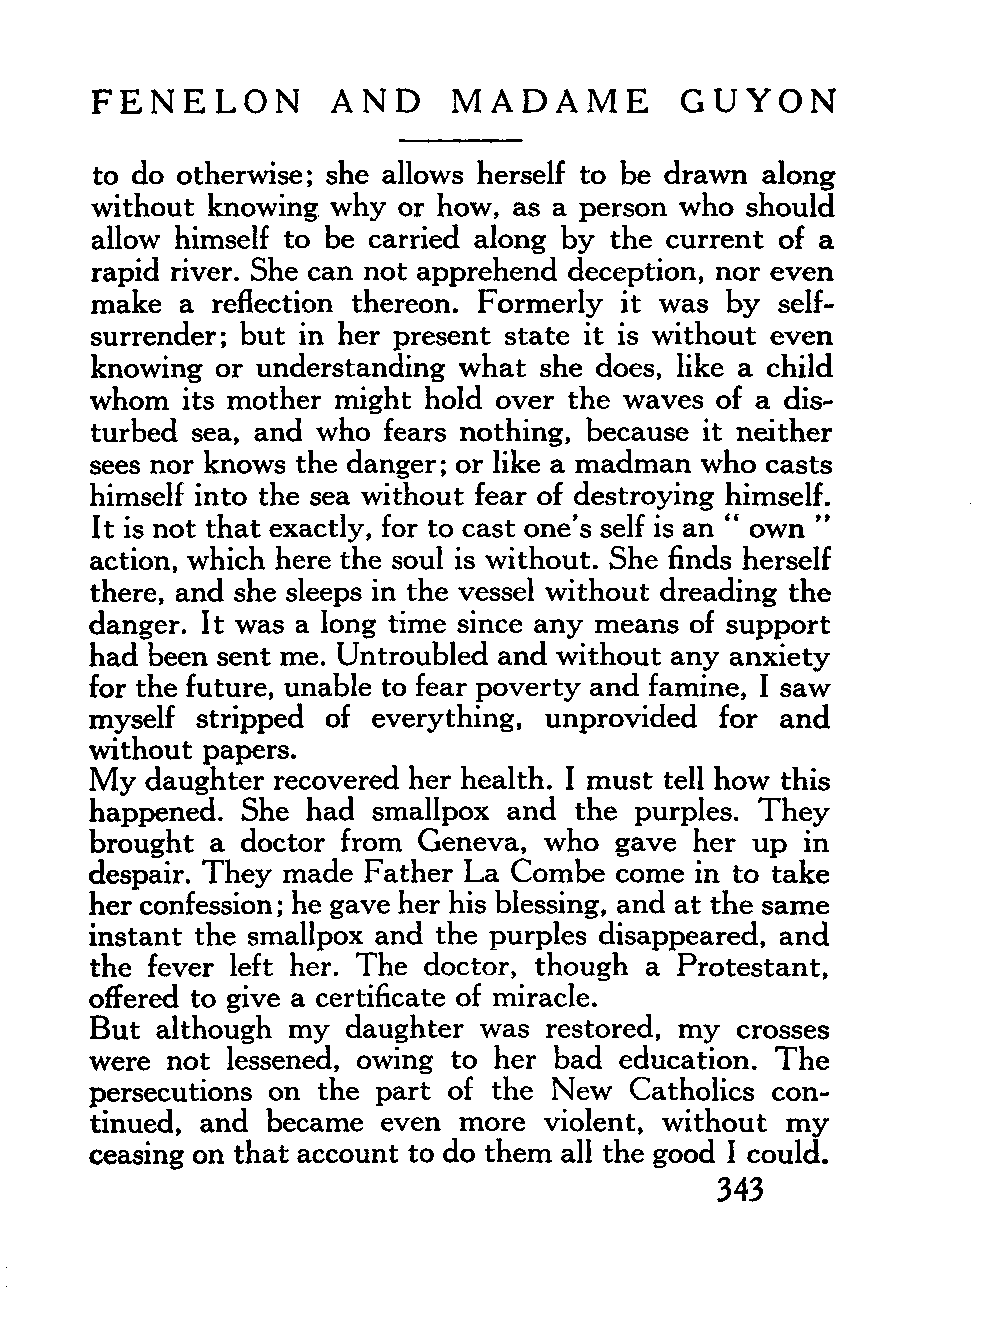 FENELON AND MADAME GUYON
to do otherwise; she allows herself to be drawn along
without knowing why or how, as a person who should
allow himself to be carried along by the current of a
rapid river. She can not apprehend deception, nor even
make a reflection thereon. Formerly it was by self-
surrender; but in her present state it is without even
knowing or understanding what she does, like a child
whom its mother might hold over the waves of a dis-
turbed sea, and who fears nothing, because it neither
sees nor knows the danger; or like a madman who casts
himself into the sea without fear of destroying himself.
It is not that exactly, for to cast one's self is an “ own ”
action, which here the soul is without. She finds herself
there, and she sleeps in the vessel without dreading the
danger. It was a long time since any means of support
had been sent me. Untroubled and without any anxiety
for the future, unable to fear poverty and famine, I saw
myself stripped of everything, unprovided for and
without papers.
My daughter recovered her health. I must tell how this
happened. She had smallpox and the purples. They
brought a doctor from Geneva, who gave her up in
despair. They made Father La Combe come in to take
her confession; he gave her his blessing, and at the same
instant the smallpox and the purples disappeared, and
the fever left her. The doctor, though a Protestant,
offered to give a certificate of miracle.
But although my daughter was restored, my crosses
were not lessened, owing to her bad education. The
persecutions on the part of the New Catholics con-
tinued, and became even more violent, without my
ceasing on that account to do them all the good I could.
343